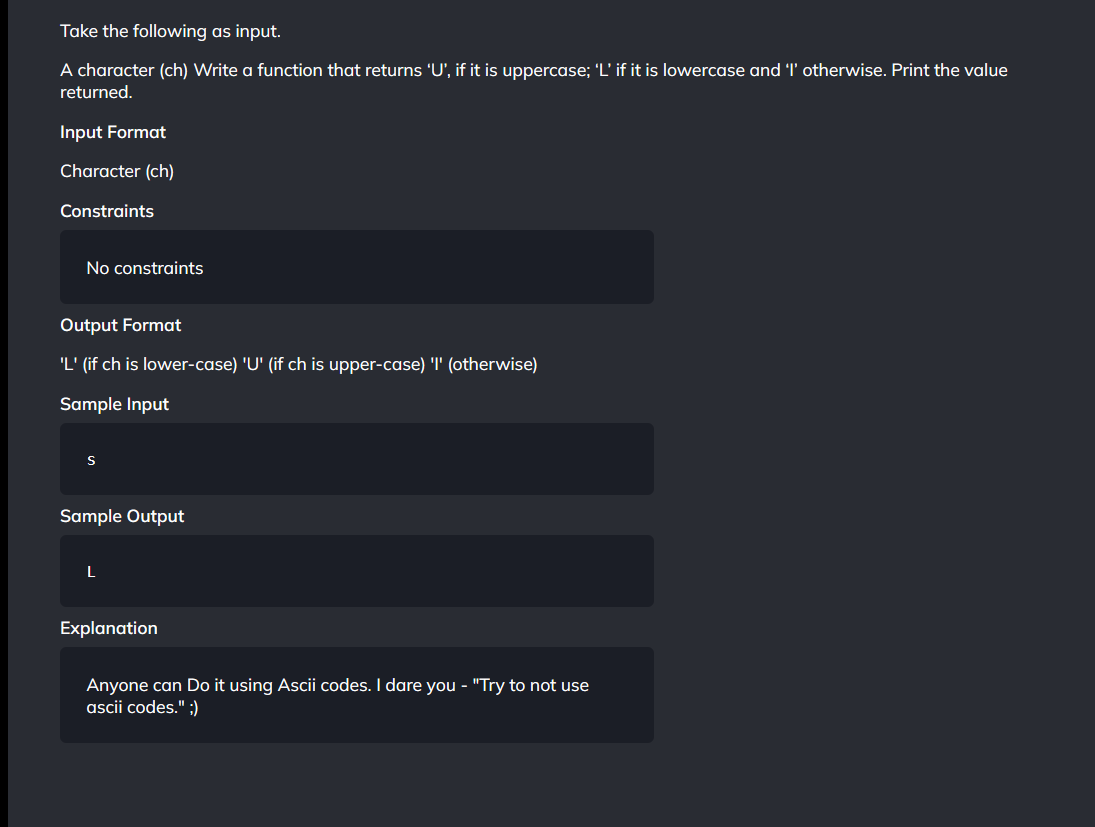 Take the following as input.
A character (ch) Write a function that returns ‘U’, if it is uppercase; ‘L’ if it is lowercase and ‘I’ otherwise. Print the value
returned.
Input Format
Character (ch)
Constraints
No constraints
Output Format
'L' (if ch is lower-case) 'U' (if ch is upper-case) 'I' (otherwise)
Sample Input
s
Sample Output
L
Explanation
Anyone can Do it using Ascii codes. I dare you - "Try to not use
ascii codes." ;)